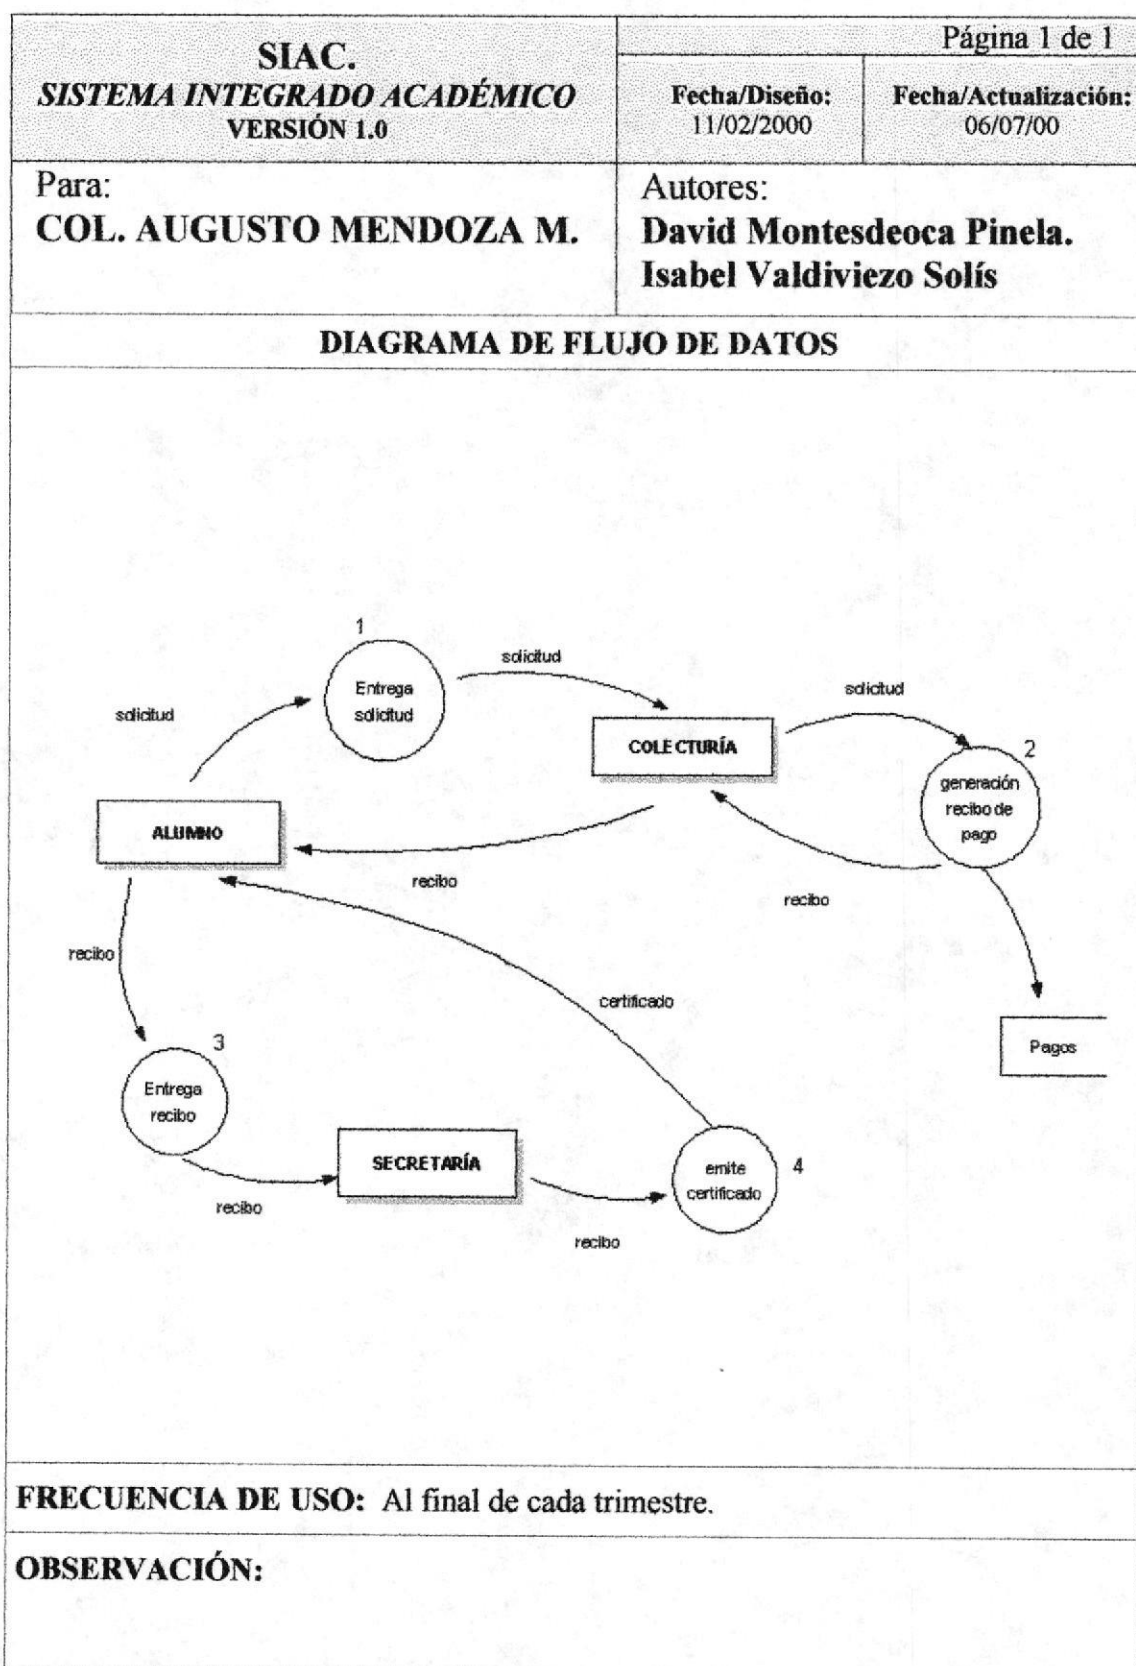 SIAC.
SISTEMA INTEGRADO ACADÉMICO
VERSIÓN 1.0
Página 1 de 1
Fecha/Diseño:
11/02/2000
Fecha/Actualización:
06/07/00
Para:
COL. AUGUSTO MENDOZA M.
Autores:
David Montesdeoca Pinela.
Isabel Valdiviezo Solís
DIAGRAMA DE FLUJO DE DATOS
1
Entrega
solicitud
solicitud
solicitud
solicitud
COLECTURÍA
2
generación
recibo de
pago
ALUMNO
recibo
recibo
recibo
certificado
Pagos
3
Entrega
recibo
SECRETARÍA
emite
certificado
4
recibo
recibo
FRECUENCIA DE USO: Al final de cada trimestre.
OBSERVACIÓN: